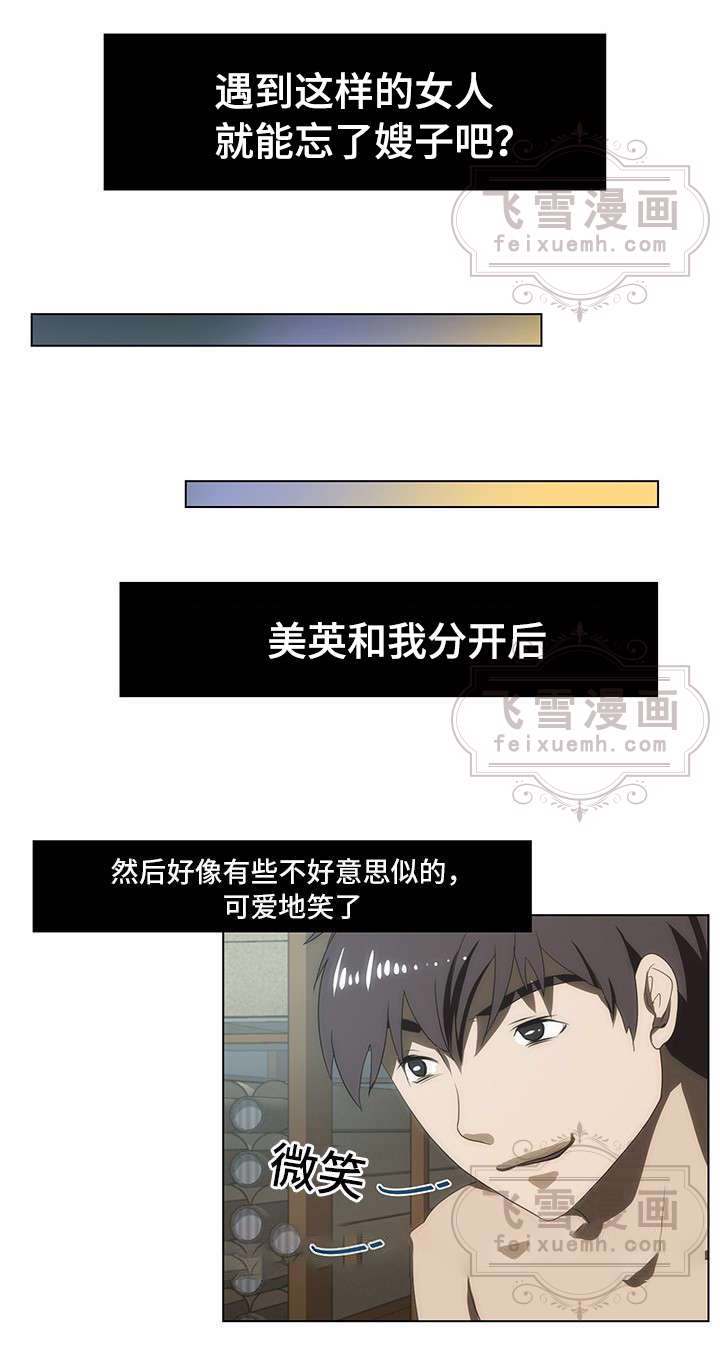 遇到这样的女人
就能忘了嫂子吧？
飞雪漫画
feixuemh.com
美英和我分开后
飞雪漫画
feixuemh.com
然后好像有些不好意思似的，
可爱地笑了
微笑
飞雪漫画
feixuemh.com